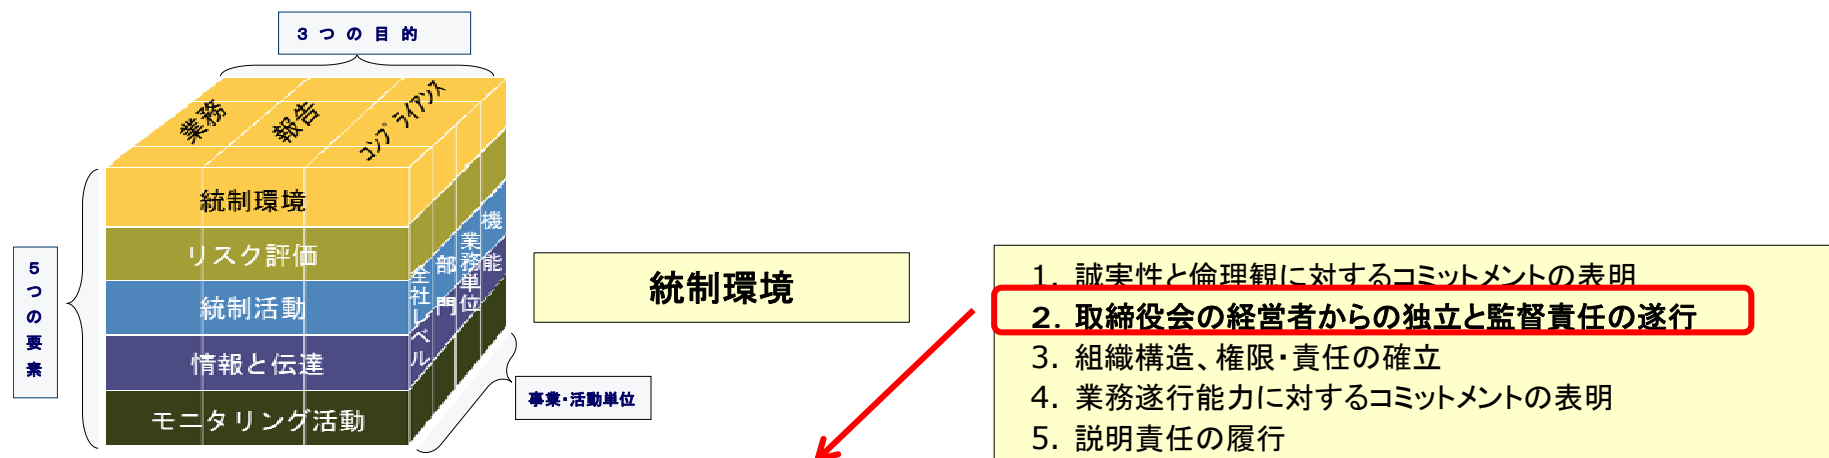 3つの目的
業務
報告
コンプライアンス
統制環境
リスク評価
統制活動
情報と伝達
モニタリング活動
全社レベル
部門
業務単位
機能
5つの要素
事業・活動単位
統制環境
1. 誠実性と倫理観に対するコミットメントの表明
2. 取締役会の経営者からの独立と監督責任の遂行
3. 組織構造、権限・責任の確立
4. 業務遂行能力に対するコミットメントの表明
5. 説明責任の履行